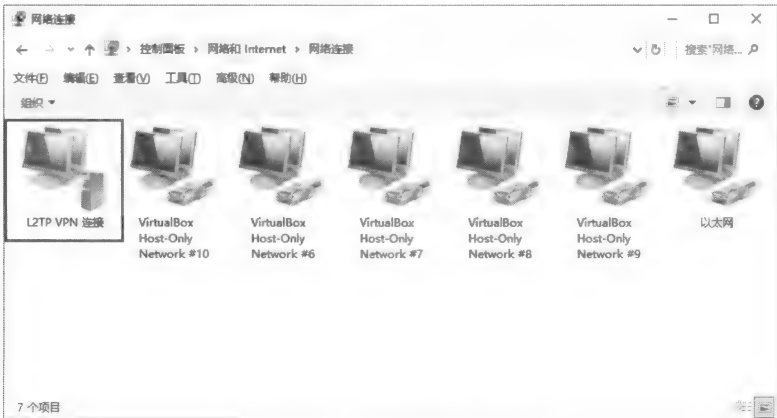 网络连接
控制面板 › 网络和 Internet › 网络连接
搜索"网络...
文件(F) 编辑(E) 查看(V) 工具(T) 高级(N) 帮助(H)
组织
L2TP VPN 连接
VirtualBox
Host-Only
Network #10
VirtualBox
Host-Only
Network #6
VirtualBox
Host-Only
Network #7
VirtualBox
Host-Only
Network #8
VirtualBox
Host-Only
Network #9
以太网
7 个项目